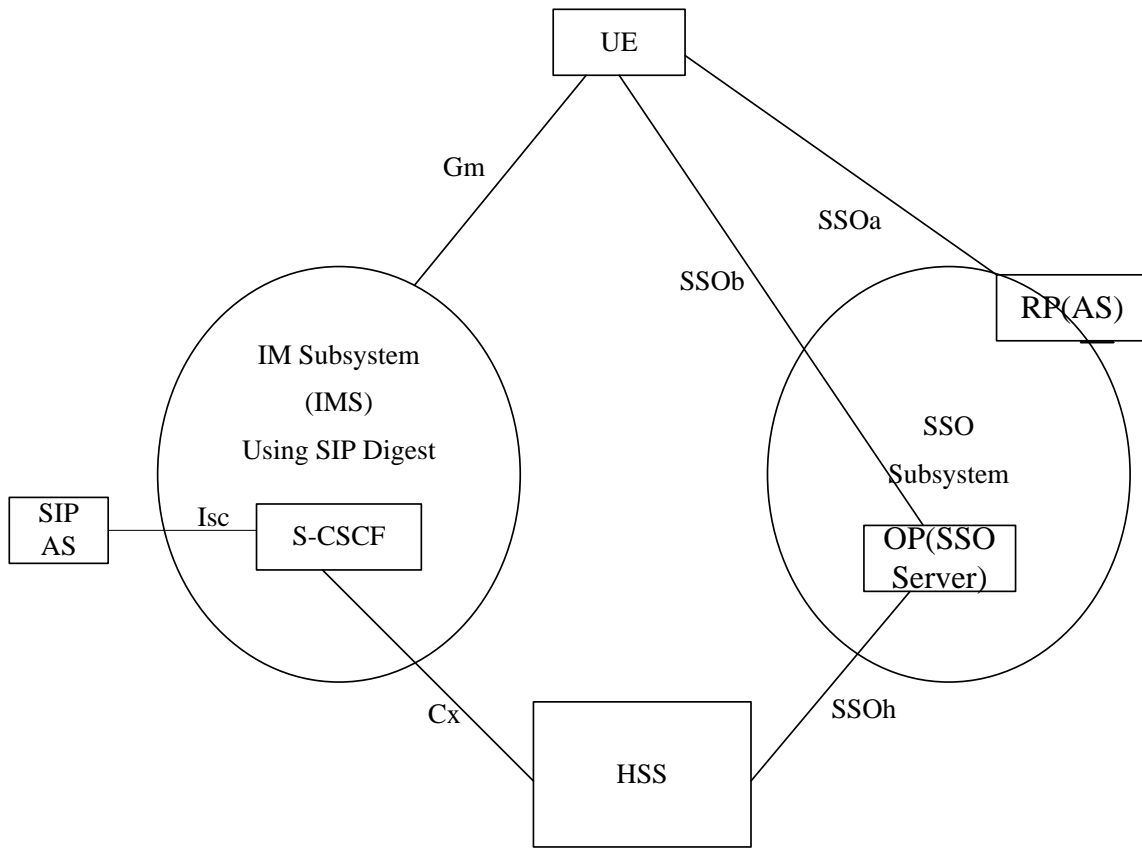 UE
Gm
SSOa
SSOb
RP(AS)
IM Subsystem
(IMS)
Using SIP Digest
SSO
Subsystem
SIP
AS
Isc
S-CSCF
OP(SSO
Server)
Cx
SSOh
HSS